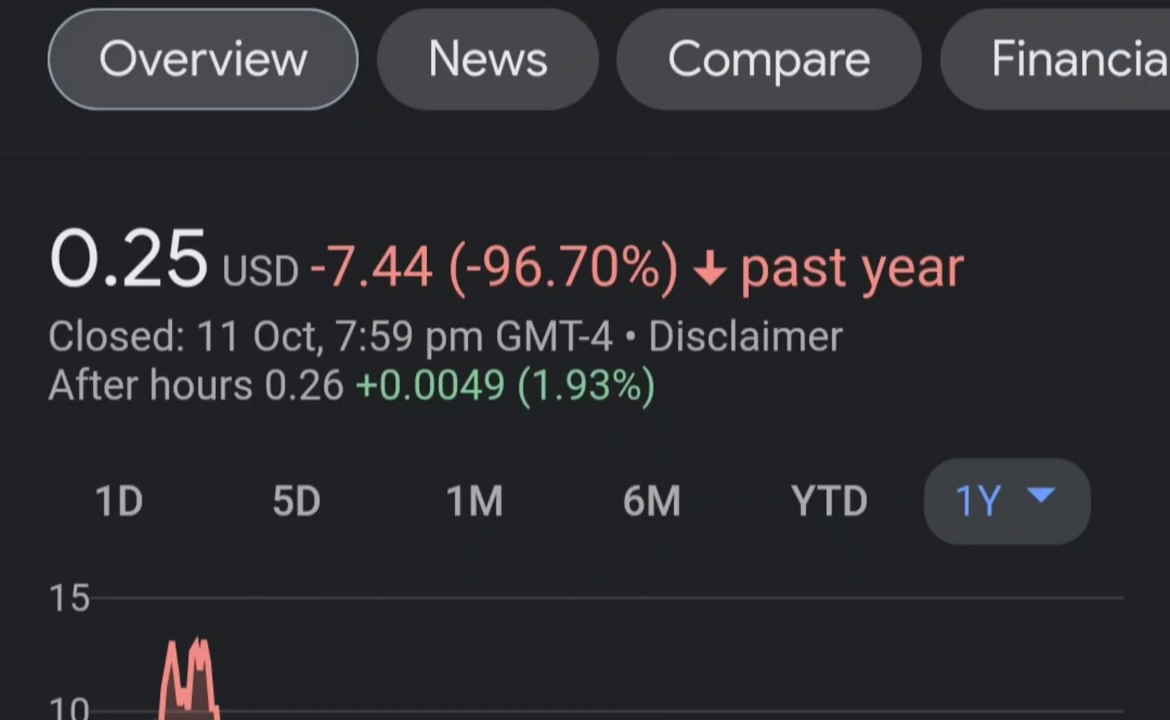 Overview News Compare Financia
0.25 USD -7.44 (-96.70%) ↓ past year
Closed: 11 Oct, 7:59 pm GMT-4 • Disclaimer
After hours 0.26 +0.0049 (1.93%)
1D 5D 1M 6M YTD 1Y
15
10